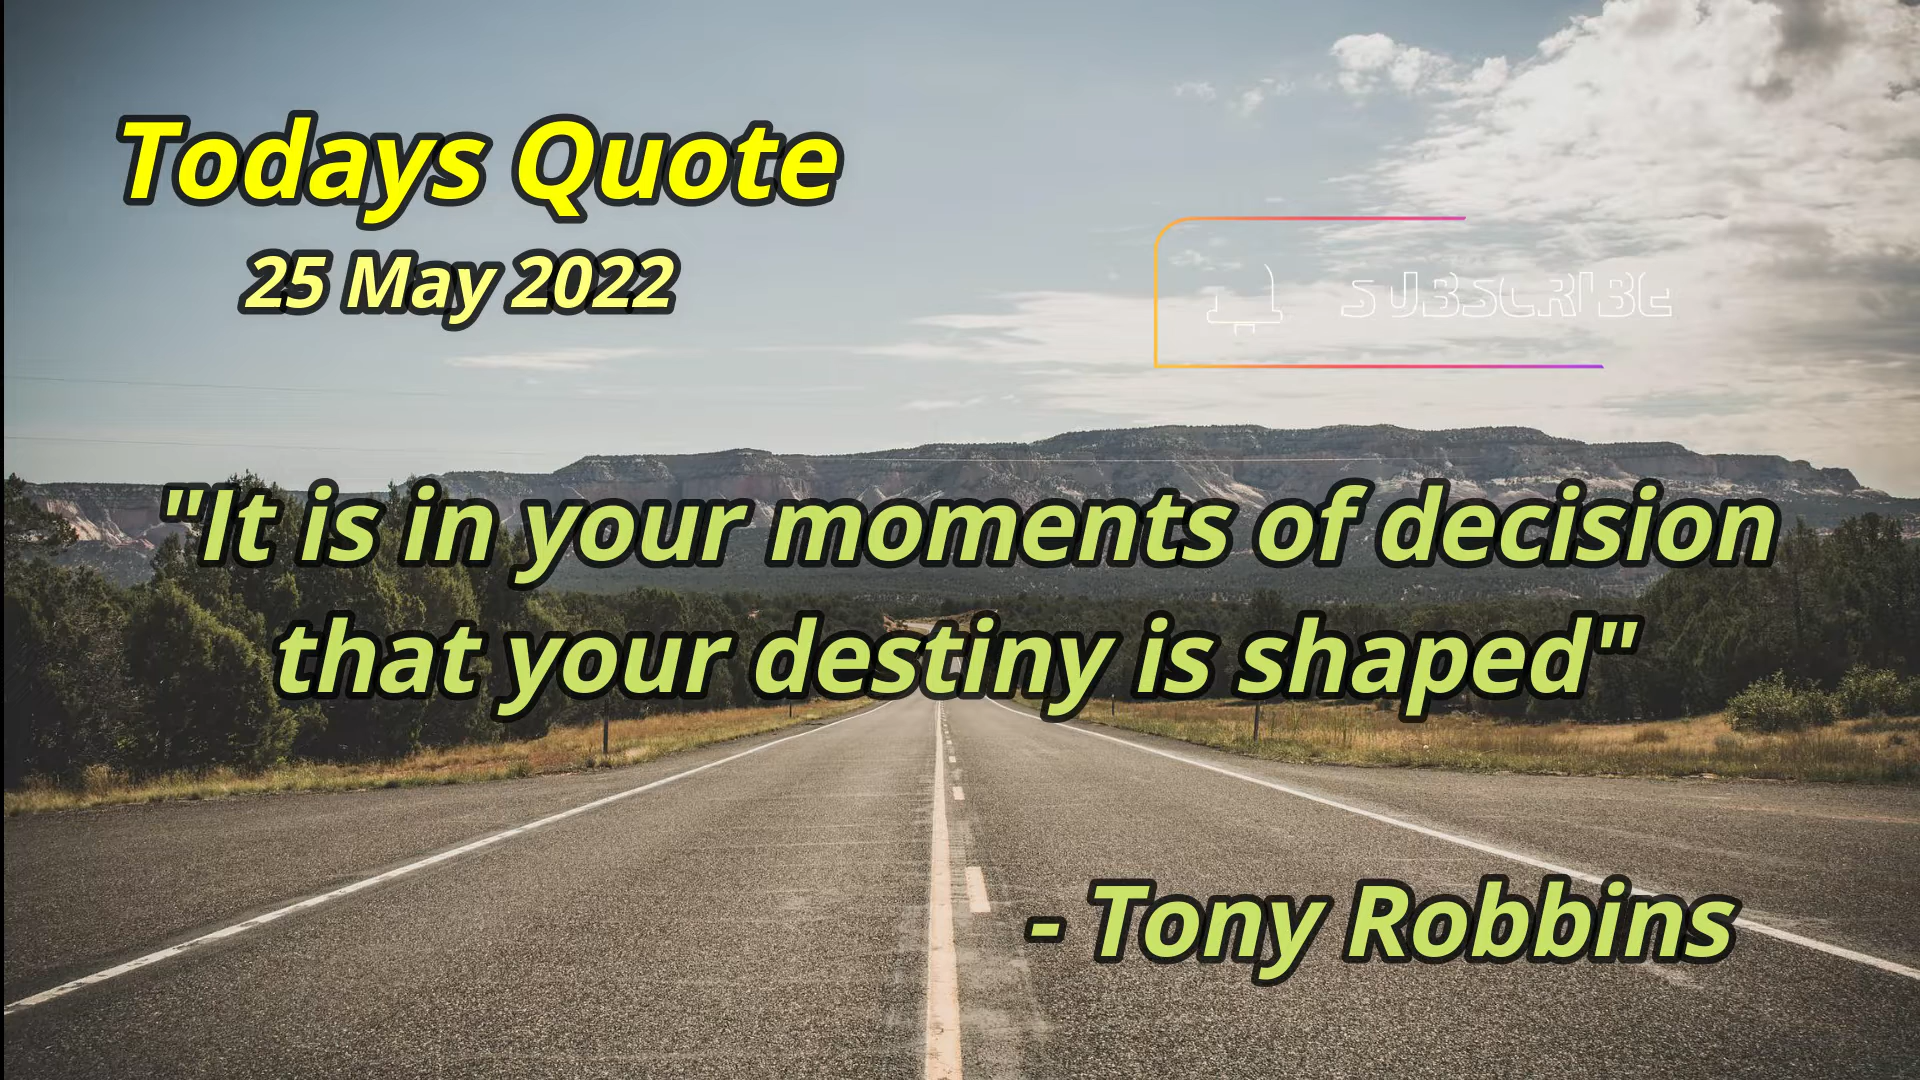 Todays Quote
25 May 2022
SUBSCRIBE
"It is in your moments of decision
that your destiny is shaped"
- Tony Robbins